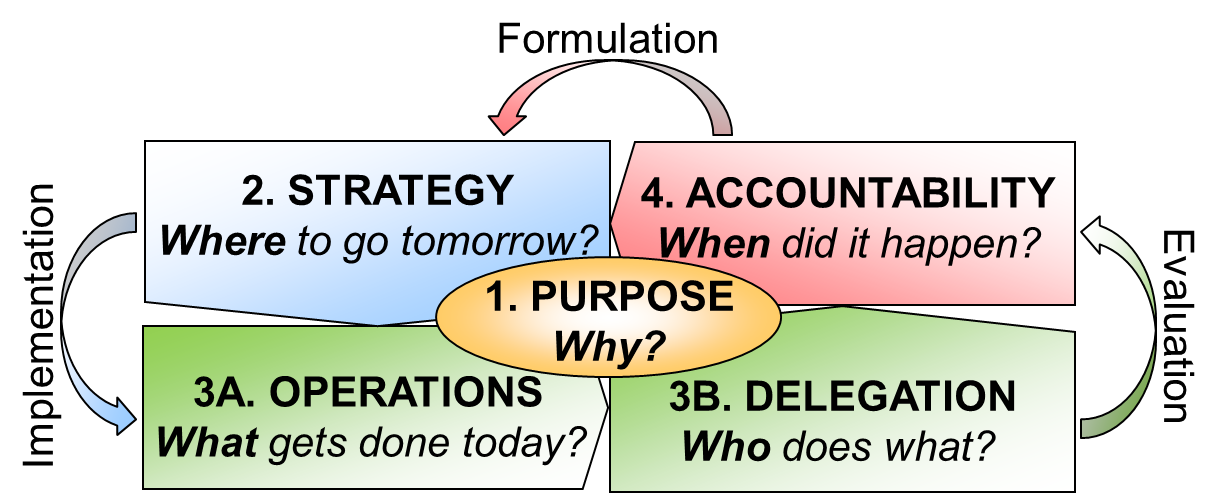 Formulation
2. STRATEGY
Where to go tomorrow?
4. ACCOUNTABILITY
When did it happen?
1. PURPOSE
Why?
3A. OPERATIONS
What gets done today?
3B. DELEGATION
Who does what?
Implementation
Evaluation